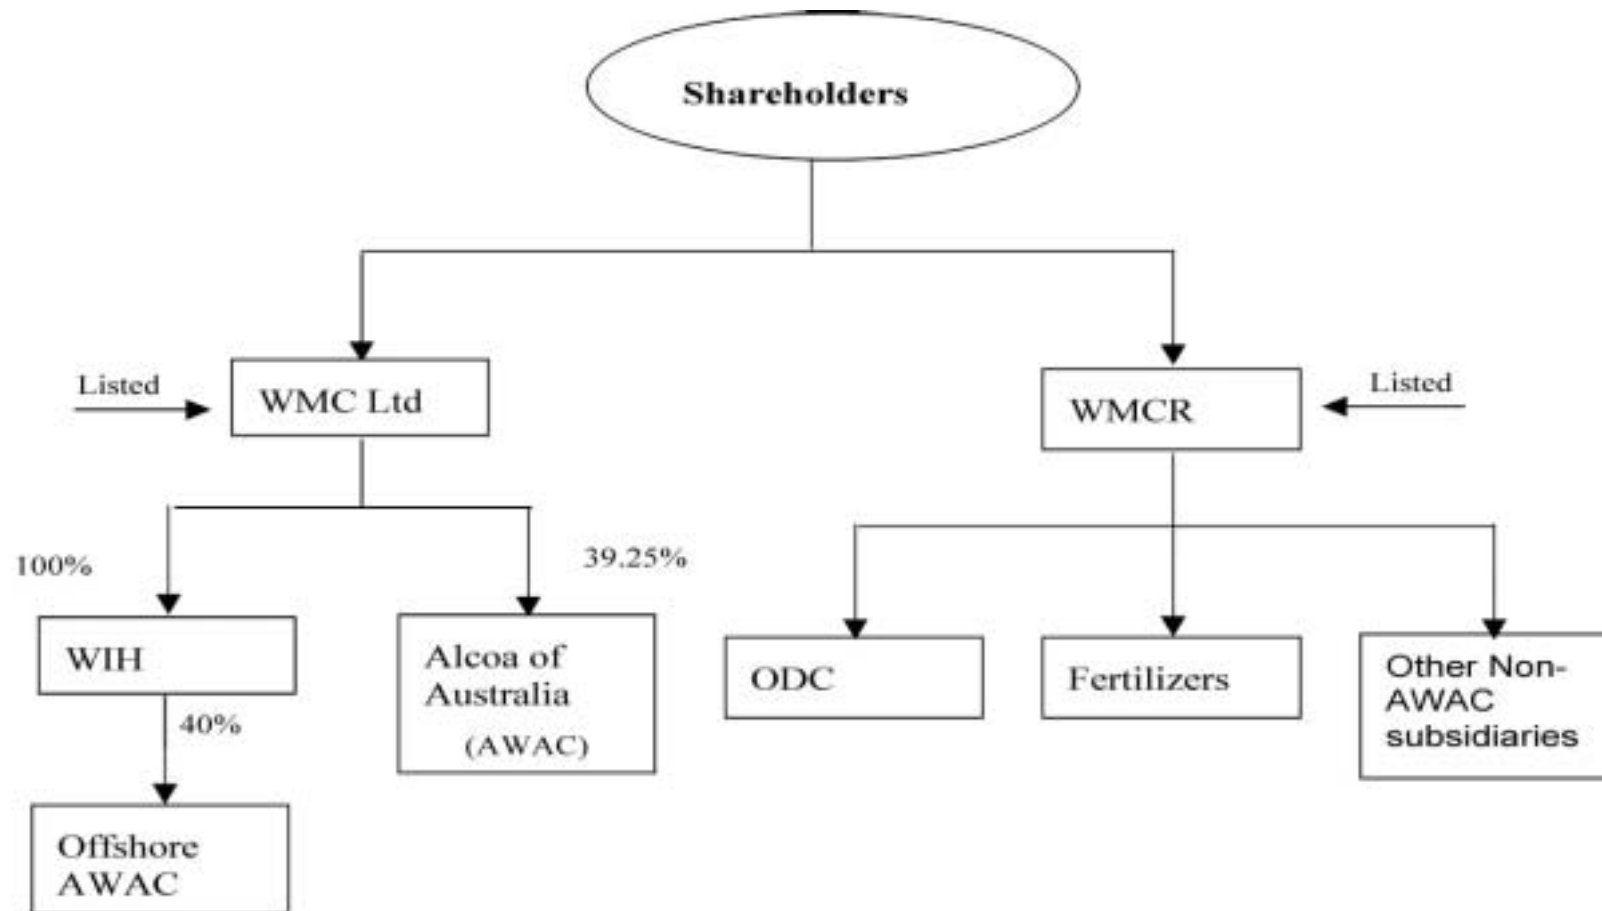 Shareholders
Listed
WMC Ltd
WMCR
Listed
100%
39.25%
WIH
Alcoa of
Australia
(AWAC)
ODC
Fertilizers
Other Non-
AWAC
subsidiaries
40%
Offshore
AWAC